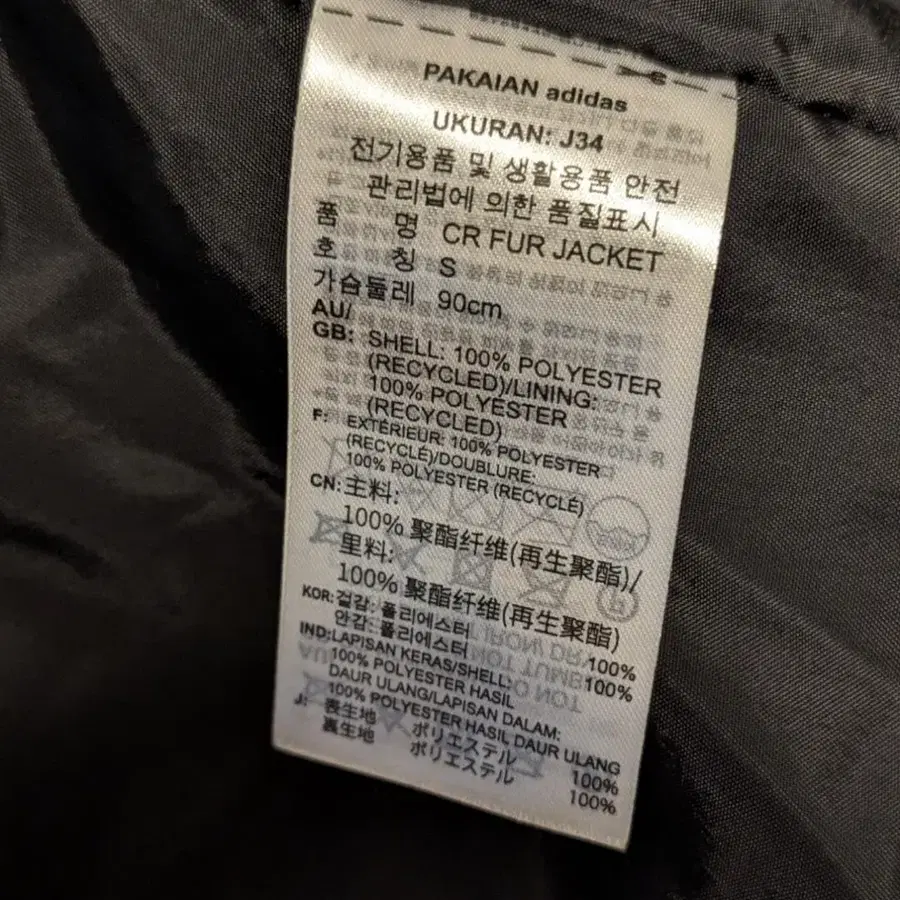 PAKAIAN adidas
UKURAN: J34
전기용품 및 생활용품 안전
관리법에 의한 품질표시
품 명 CR FUR JACKET
호 칭 S
가슴둘레 90cm
AU/
GB: SHELL: 100% POLYESTER
(RECYCLED)/LINING:
100% POLYESTER
(RECYCLED)
F: EXTÉRIEUR: 100% POLYESTER
(RECYCLÉ)/DOUBLURE:
100% POLYESTER (RECYCLÉ)
CN: 主料:
100% 聚酯纤维(再生聚酯)/
里料:
100% 聚酯纤维(再生聚酯)
KOR: 겉감: 폴리에스터 100%
안감: 폴리에스터 100%
IND: LAPISAN KERAS/SHELL:
100% POLYESTER HASIL
DAUR ULANG/LAPISAN DALAM:
100% POLYESTER HASIL DAUR ULANG
J: 表生地 ポリエステル 100%
裏生地 ポリエステル 100%